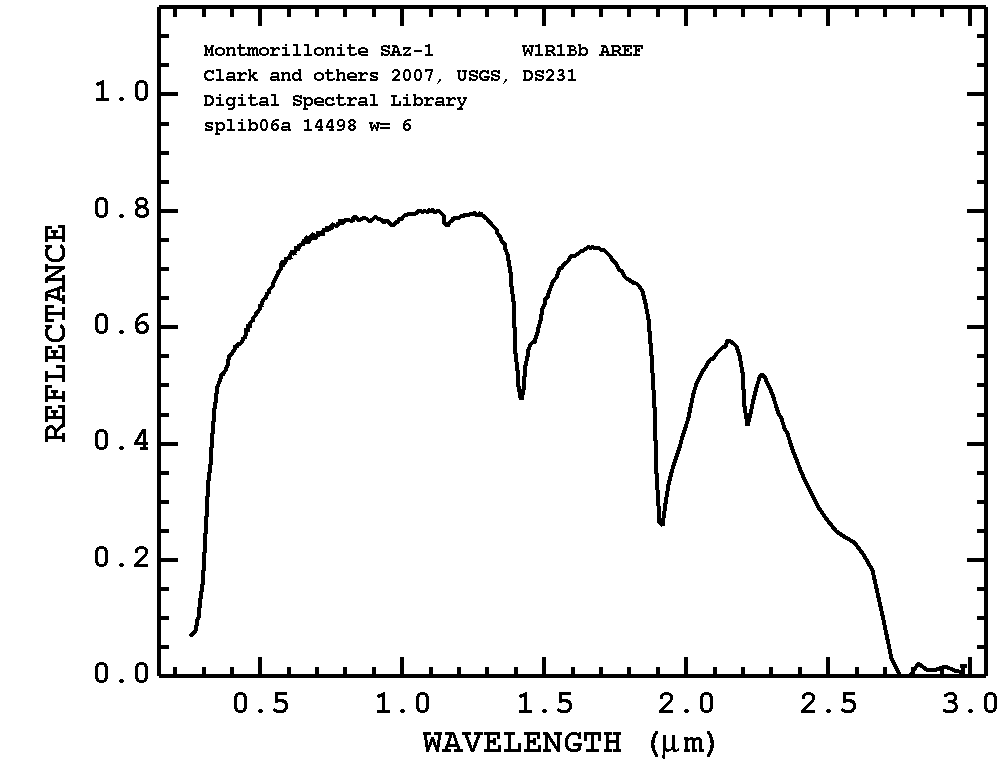 Montmorillonite SAz-1 W1R1Bb AREF
Clark and others 2007, USGS, DS231
Digital Spectral Library
splib06a 14498 w= 6
1.0
0.8
0.6
0.4
0.2
0.0
REFLECTANCE
0.5 1.0 1.5 2.0 2.5 3.0
WAVELENGTH (μm)